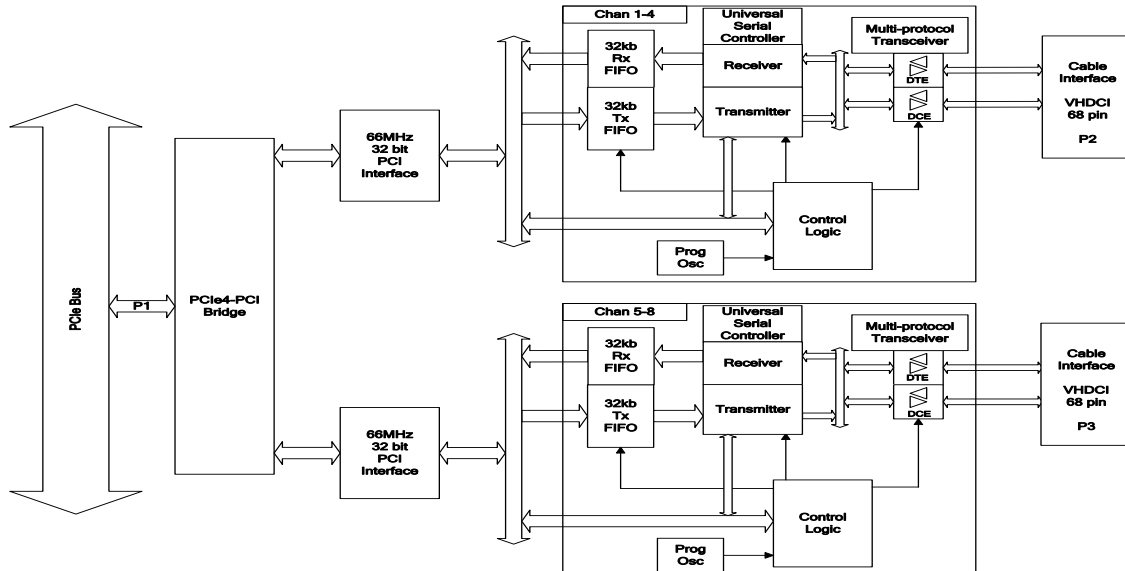 PCIe Bus
P1
PCIe4-PCI
Bridge
66MHz
32 bit
PCI
Interface
Chan 1-4
32kb
Rx
FIFO
32kb
Tx
FIFO
Universal
Serial
Controller
Receiver
Transmitter
Multi-protocol
Transceiver
DTE
DCE
Control
Logic
Prog
Osc
Cable
Interface
VHDCI
68 pin
P2
66MHz
32 bit
PCI
Interface
Chan 5-8
32kb
Rx
FIFO
32kb
Tx
FIFO
Universal
Serial
Controller
Receiver
Transmitter
Multi-protocol
Transceiver
DTE
DCE
Control
Logic
Prog
Osc
Cable
Interface
VHDCI
68 pin
P3